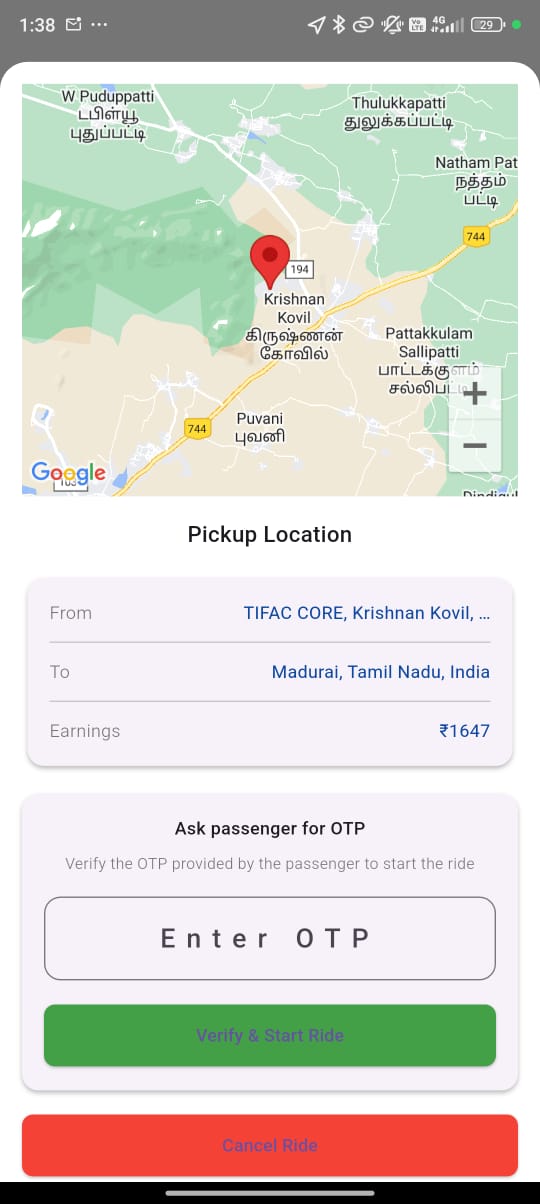 1:38
Vo LTE 4G 29
W Puduppatti
டபிள்யூ
புதுப்பட்டி
Thulukkapatti
துலுக்கப்பட்டி
Natham Pat
நத்தம்
பட்டி
744
194
Krishnan
Kovil
கிருஷ்ணன்
கோவில்
Pattakkulam
Sallipatti
பாட்டக்குளம்
சல்லிபட்டி
+
−
744
Puvani
புவனி
Google
Pickup Location
From TIFAC CORE, Krishnan Kovil, ...
To Madurai, Tamil Nadu, India
Earnings ₹1647
Ask passenger for OTP
Verify the OTP provided by the passenger to start the ride
Enter OTP
Verify & Start Ride
Cancel Ride